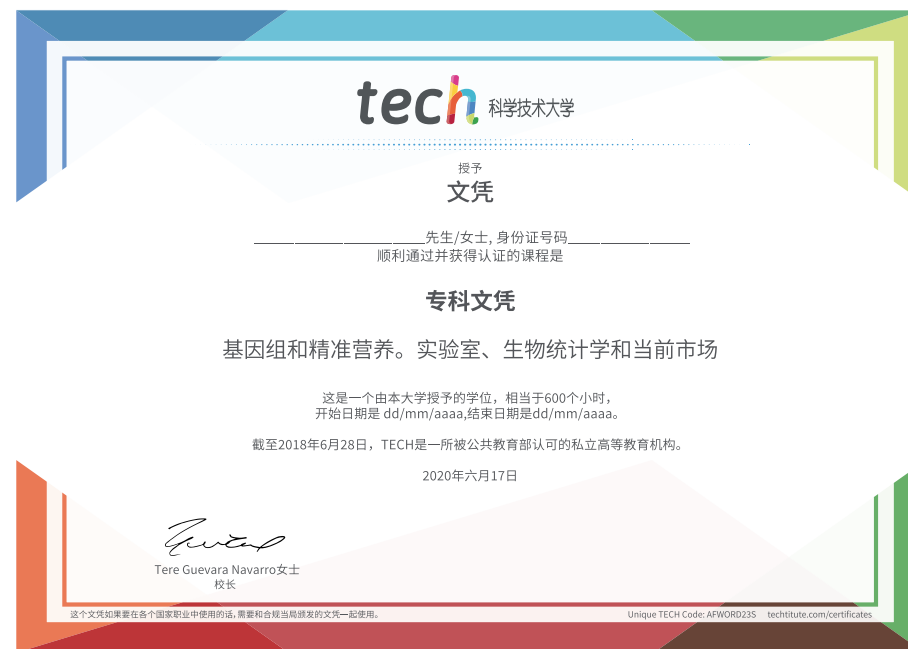 tech 科学技术大学
授予
文凭
______________________先生/女士, 身份证号码_______________
顺利通过并获得认证的课程是
专科文凭
基因组和精准营养。实验室、生物统计学和当前市场
这是一个由本大学授予的学位，相当于600个小时，
开始日期是 dd/mm/aaaa,结束日期是dd/mm/aaaa。
截至2018年6月28日，TECH是一所被公共教育部认可的私立高等教育机构。
2020年六月17日
Tere Guevara Navarro女士
校长
这个文凭如果要在各个国家职业中使用的话,需要和合规当局颁发的文凭一起使用。
Unique TECH Code: AFWORD23S techtitute.com/certificates